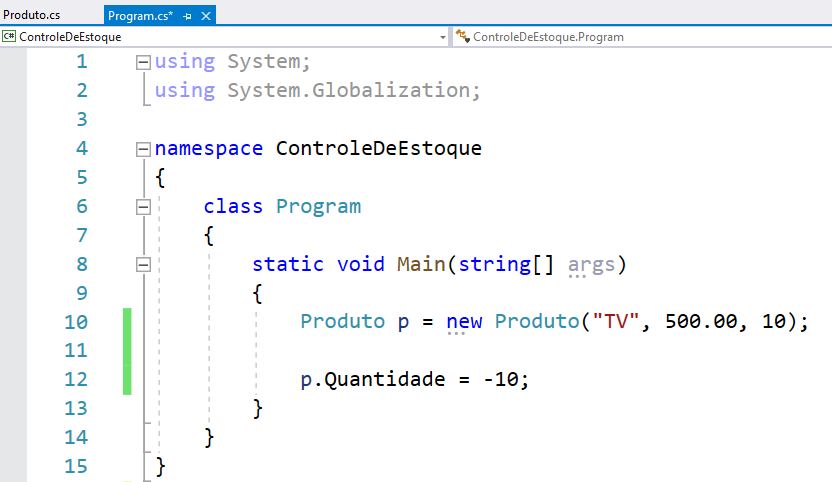 Produto.cs Program.cs*
C# ControleDeEstoque ControleDeEstoque.Program
1 using System;
2 using System.Globalization;
3
4 namespace ControleDeEstoque
5 {
6 class Program
7 {
8 static void Main(string[] args)
9 {
10 Produto p = new Produto("TV", 500.00, 10);
11
12 p.Quantidade = -10;
13 }
14 }
15 }